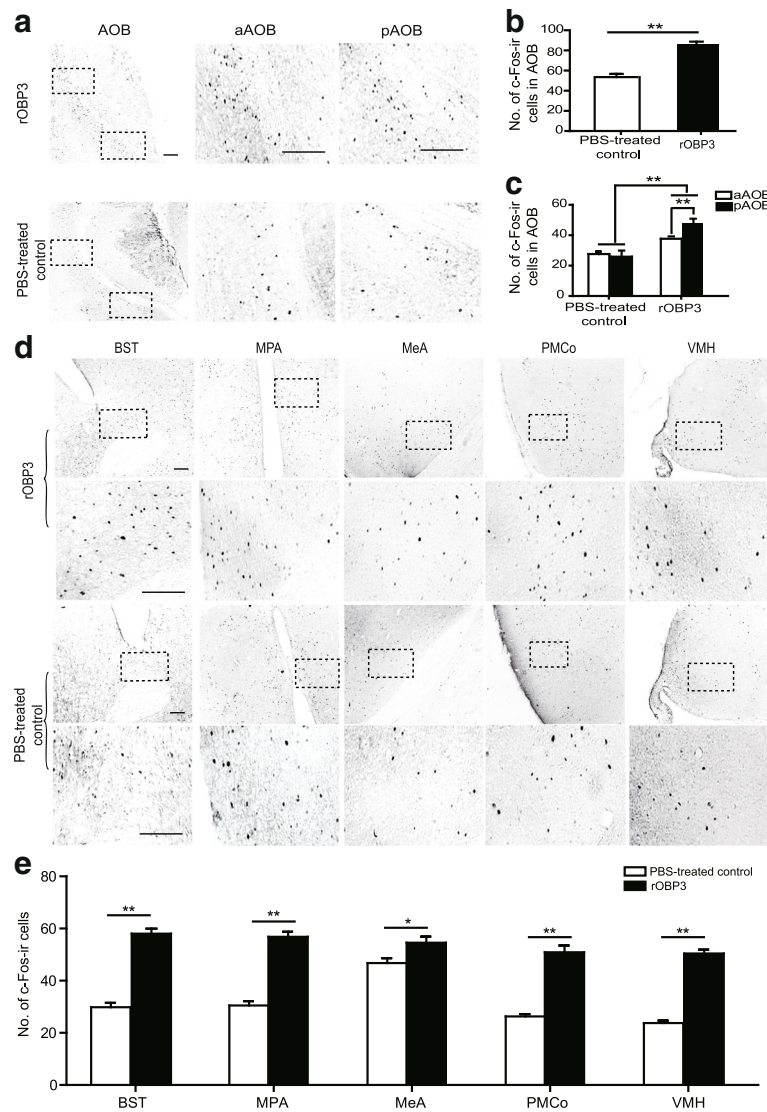 a
AOB
aAOB
pAOB
rOBP3
PBS-treated
control
b
**
No. of c-Fos-ir
cells in AOB
100
80
60
40
20
0
PBS-treated
control
rOBP3
c
**
**
aAOB
pAOB
No. of c-Fos-ir
cells in AOB
60
40
20
0
PBS-treated
control
rOBP3
d
BST
MPA
MeA
PMCo
VMH
rOBP3
PBS-treated
control
e
PBS-treated control
rOBP3
No. of c-Fos-ir cells
80
60
40
20
0
**
**
*
**
**
BST
MPA
MeA
PMCo
VMH